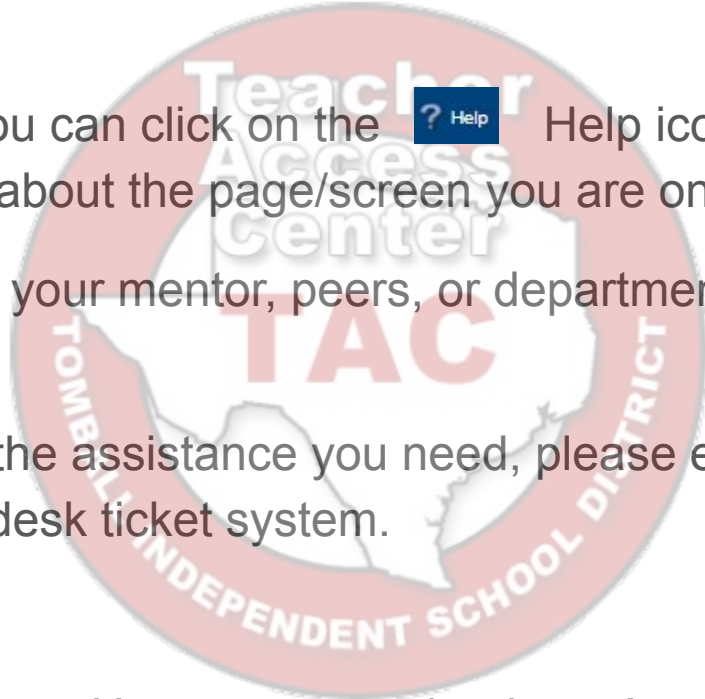 Teacher
ou can click on the ? Help Help ico
Access
about the page/screen you are on
Center
your mentor, peers, or departmen
TAC
TOMBALL INDEPENDENT SCHOOL DISTRICT
the assistance you need, please e
desk ticket system.